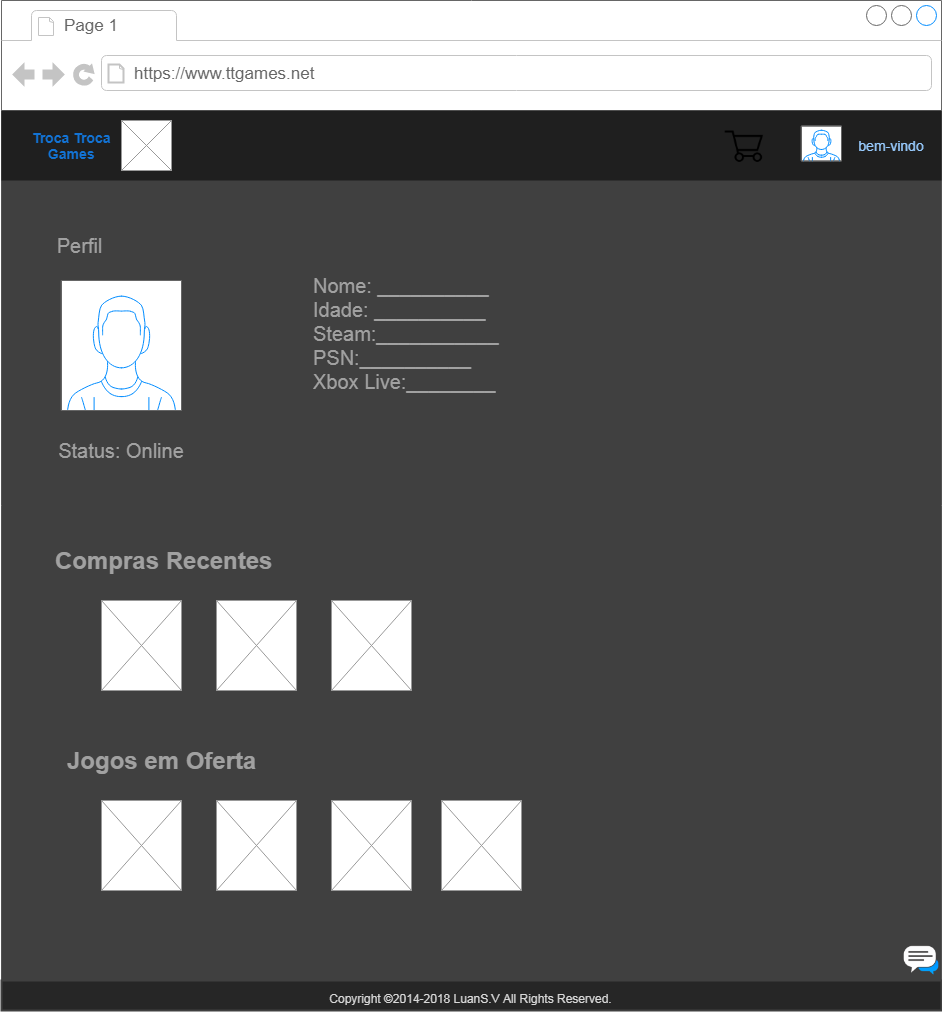 Page 1
https://www.ttgames.net
Troca Troca
Games
bem-vindo
Perfil
Nome: __________
Idade: __________
Steam:___________
PSN:__________
Xbox Live:________
Status: Online
Compras Recentes
Jogos em Oferta
Copyright ©2014-2018 LuanS.V All Rights Reserved.